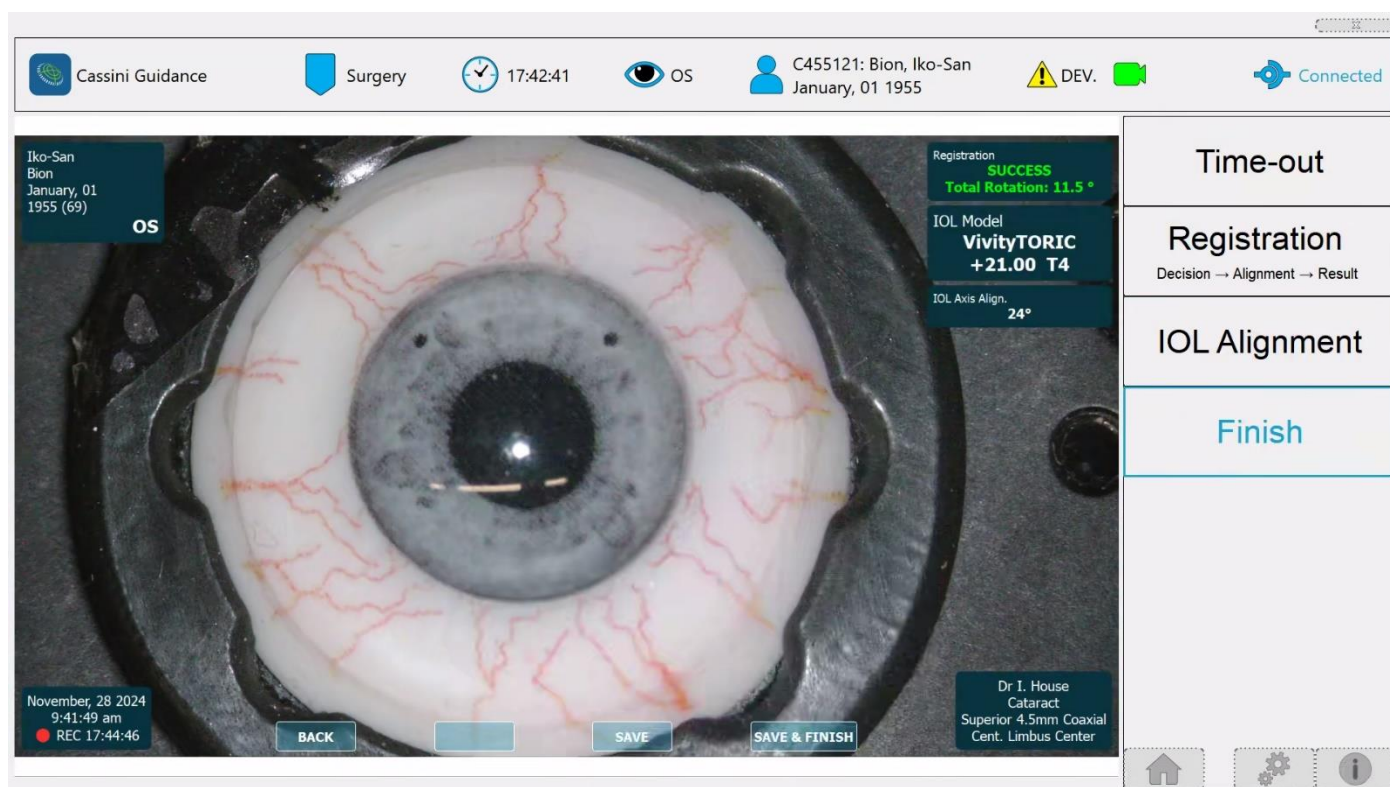 Cassini Guidance
Surgery
17:42:41
OS
C455121: Bion, Iko-San
January, 01 1955
DEV.
Connected
Iko-San
Bion
January, 01
1955 (69)
OS
Registration
SUCCESS
Total Rotation: 11.5 °
IOL Model
VivityTORIC
+21.00 T4
IOL Axis Align.
24°
Time-out
Registration
Decision → Alignment → Result
IOL Alignment
Finish
November, 28 2024
9:41:49 am
REC 17:44:46
BACK
SAVE
SAVE & FINISH
Dr I. House
Cataract
Superior 4.5mm Coaxial
Cent. Limbus Center